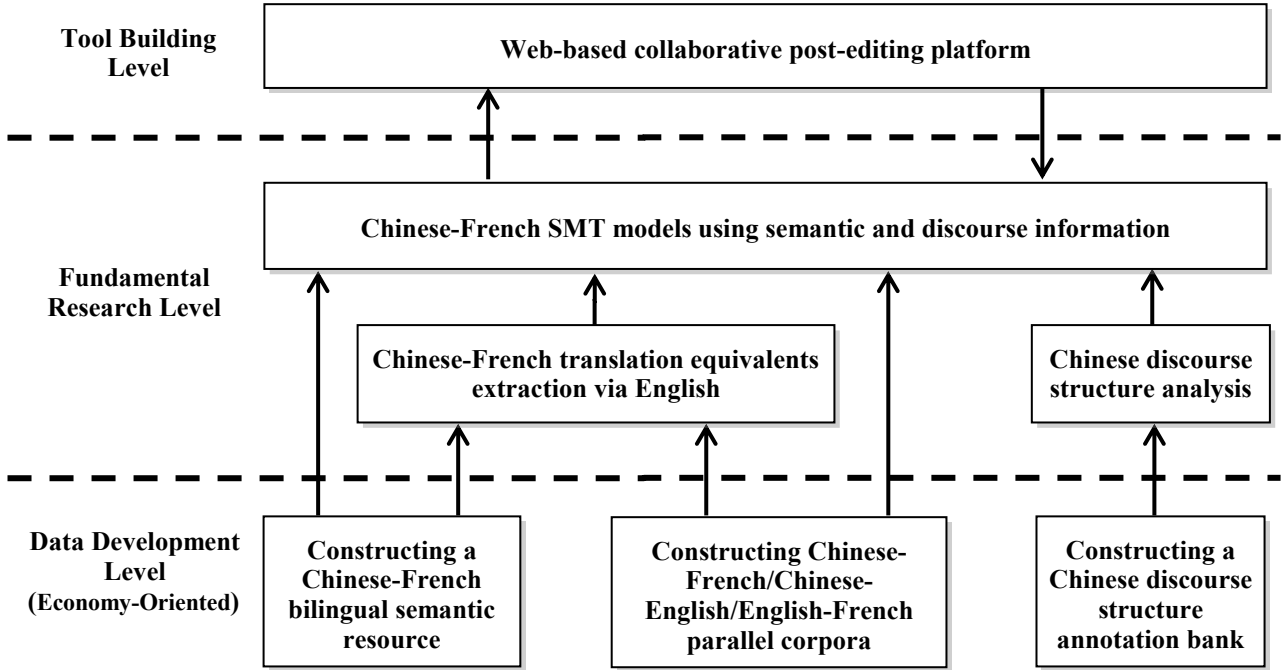 Tool Building
Level
Web-based collaborative post-editing platform
Chinese-French SMT models using semantic and discourse information
Fundamental
Research Level
Chinese-French translation equivalents
extraction via English
Chinese discourse
structure analysis
Data Development
Level
(Economy-Oriented)
Constructing a
Chinese-French
bilingual semantic
resource
Constructing Chinese-
French/Chinese-
English/English-French
parallel corpora
Constructing a
Chinese discourse
structure
annotation bank